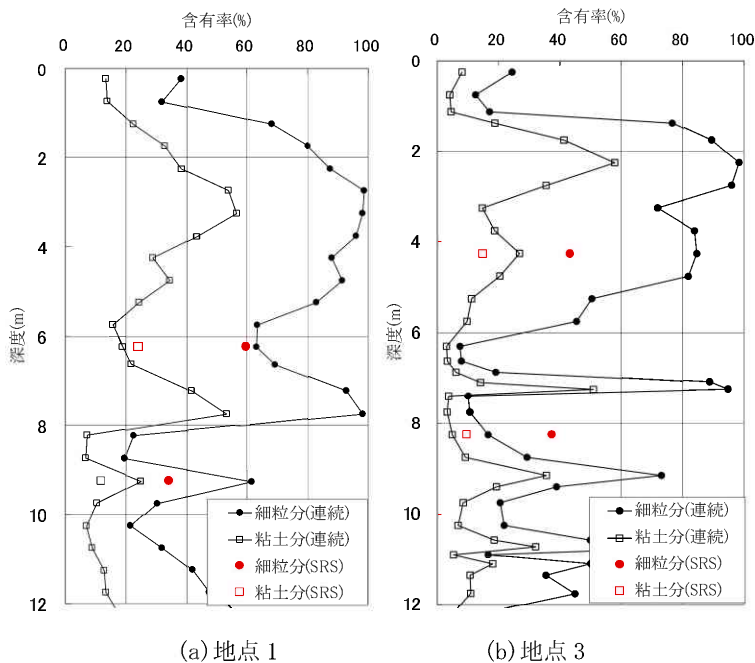 含有率(%)
0 20 40 60 80 100
0
2
4
6
8
10
12
深度(m)
細粒分(連続)
粘土分(連続)
細粒分(SRS)
粘土分(SRS)
(a)地点1
含有率(%)
0 20 40 60 80 100
0
2
4
6
8
10
12
深度(m)
細粒分(連続)
粘土分(連続)
細粒分(SRS)
粘土分(SRS)
(b)地点3